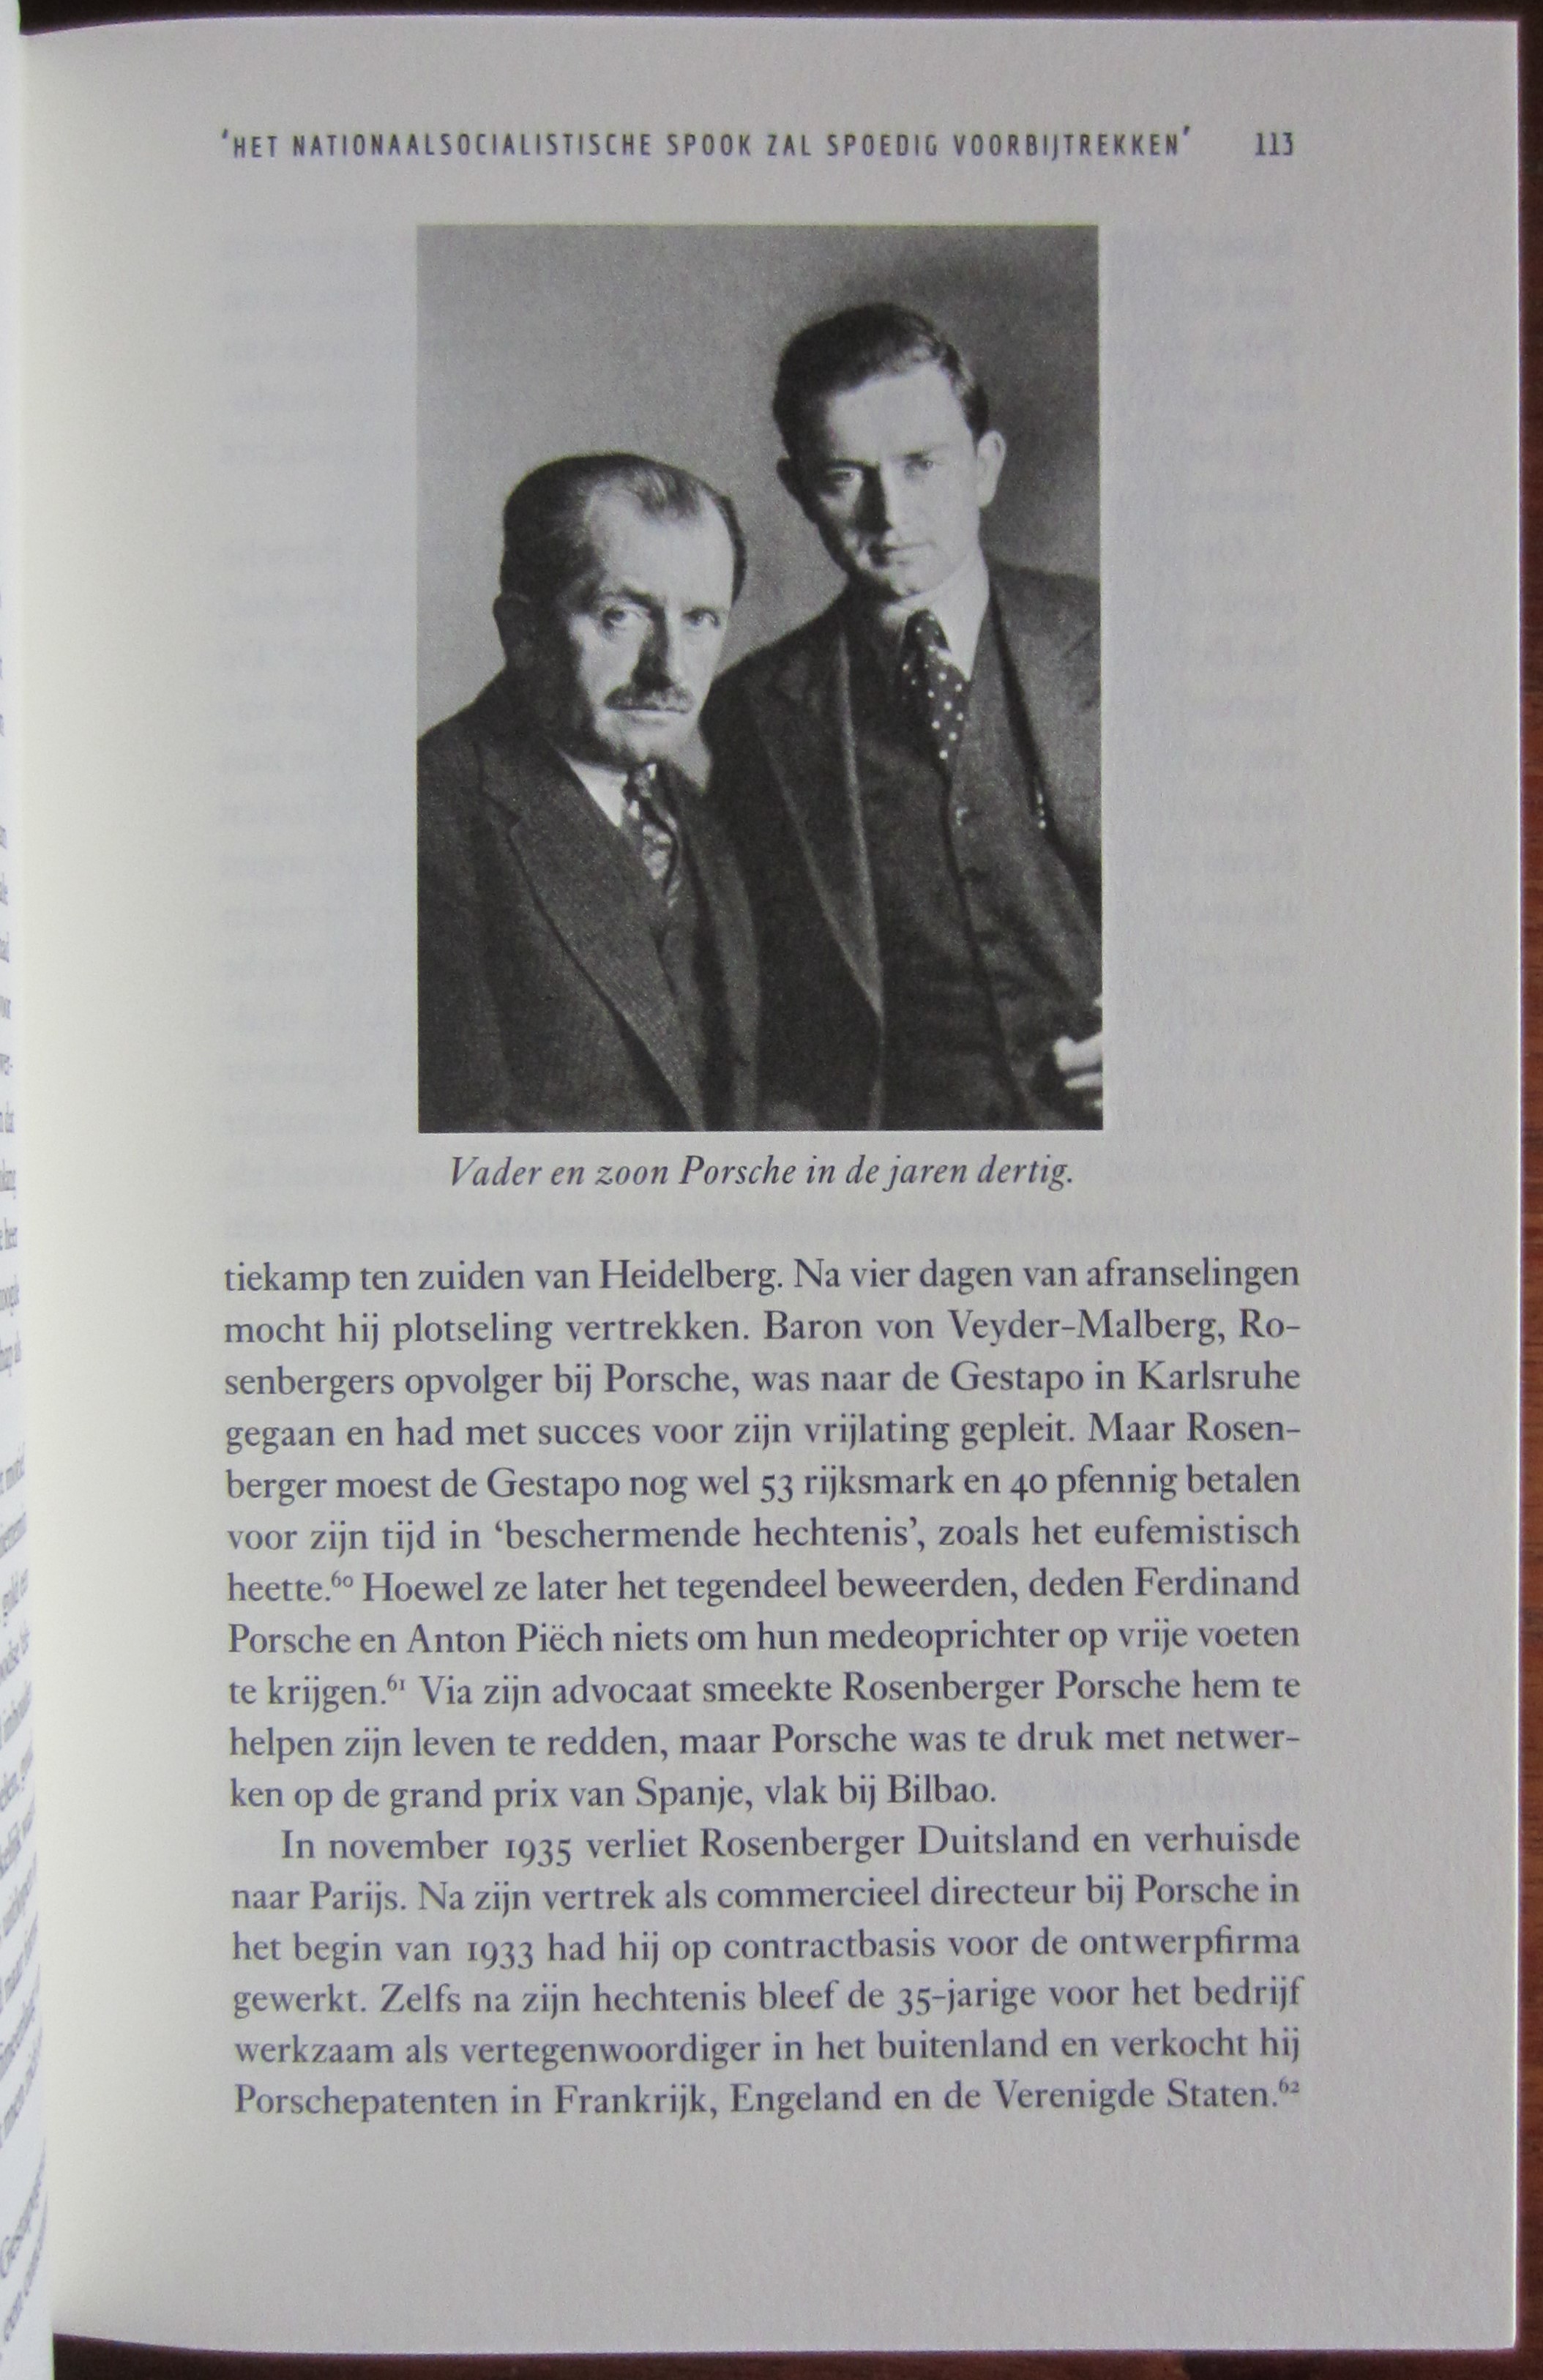 ‘HET NATIONAALSOCIALISTISCHE SPOOK ZAL SPOEDIG VOORBIJTREKKEN’ 113
Vader en zoon Porsche in de jaren dertig.
tiekamp ten zuiden van Heidelberg. Na vier dagen van afranselingen
mocht hij plotseling vertrekken. Baron von Veyder-Malberg, Ro-
senbergers opvolger bij Porsche, was naar de Gestapo in Karlsruhe
gegaan en had met succes voor zijn vrijlating gepleit. Maar Rosen-
berger moest de Gestapo nog wel 53 rijksmark en 40 pfennig betalen
voor zijn tijd in ‘beschermende hechtenis’, zoals het eufemistisch
heette.⁶⁰ Hoewel ze later het tegendeel beweerden, deden Ferdinand
Porsche en Anton Piëch niets om hun medeoprichter op vrije voeten
te krijgen.⁶¹ Via zijn advocaat smeekte Rosenberger Porsche hem te
helpen zijn leven te redden, maar Porsche was te druk met netwer-
ken op de grand prix van Spanje, vlak bij Bilbao.
In november 1935 verliet Rosenberger Duitsland en verhuisde
naar Parijs. Na zijn vertrek als commercieel directeur bij Porsche in
het begin van 1933 had hij op contractbasis voor de ontwerpfirma
gewerkt. Zelfs na zijn hechtenis bleef de 35-jarige voor het bedrijf
werkzaam als vertegenwoordiger in het buitenland en verkocht hij
Porschepatenten in Frankrijk, Engeland en de Verenigde Staten.⁶²